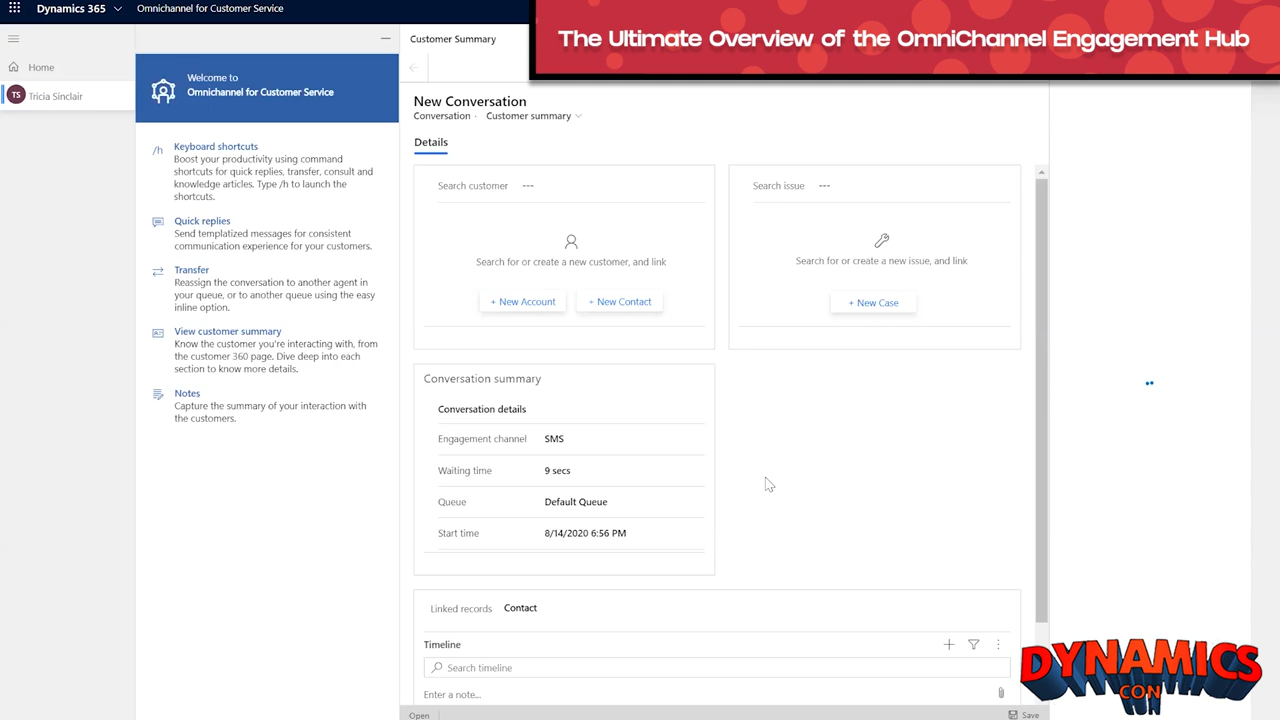 Dynamics 365
Omnichannel for Customer Service
The Ultimate Overview of the OmniChannel Engagement Hub
Home
TS
Tricia Sinclair
Welcome to
Omnichannel for Customer Service
/h
Keyboard shortcuts
Boost your productivity using command
shortcuts for quick replies, transfer, consult and
knowledge articles. Type /h to launch the
shortcuts.
Quick replies
Send templatized messages for consistent
communication experience for your customers.
Transfer
Reassign the conversation to another agent in
your queue, or to another queue using the easy
inline option.
View customer summary
Know the customer you're interacting with, from
the customer 360 page. Dive deep into each
section to know more details.
Notes
Capture the summary of your interaction with
the customers.
Customer Summary
New Conversation
Conversation · Customer summary
Details
Search customer ---
Search for or create a new customer, and link
+ New Account + New Contact
Search issue ---
Search for or create a new issue, and link
+ New Case
Conversation summary
Conversation details
Engagement channel SMS
Waiting time 9 secs
Queue Default Queue
Start time 8/14/2020 6:56 PM
Linked records Contact
Timeline
Search timeline
Enter a note...
Open
Save
DYNAMICS
CON